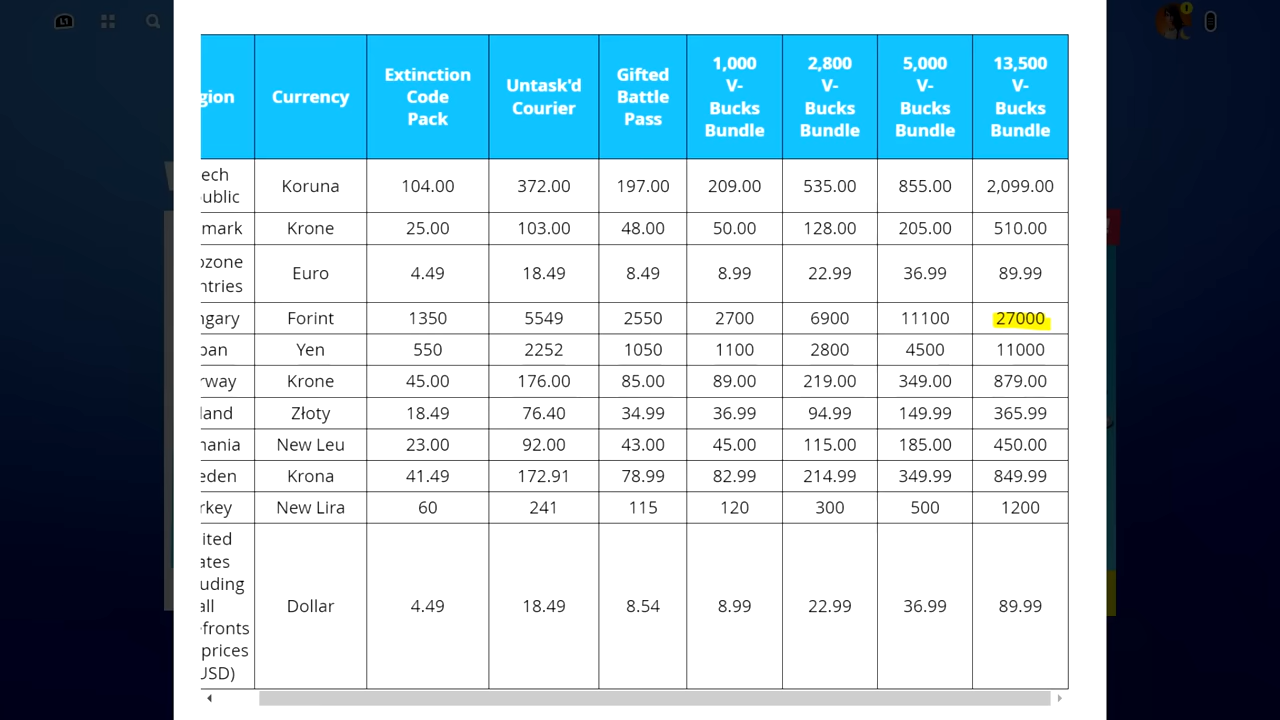 L1
gion Currency Extinction Code Pack Untask'd Courier Gifted Battle Pass 1,000 V-Bucks Bundle 2,800 V-Bucks Bundle 5,000 V-Bucks Bundle 13,500 V-Bucks Bundle
ech public Koruna 104.00 372.00 197.00 209.00 535.00 855.00 2,099.00
mark Krone 25.00 103.00 48.00 50.00 128.00 205.00 510.00
ozone ntries Euro 4.49 18.49 8.49 8.99 22.99 36.99 89.99
ngary Forint 1350 5549 2550 2700 6900 11100 27000
pan Yen 550 2252 1050 1100 2800 4500 11000
rway Krone 45.00 176.00 85.00 89.00 219.00 349.00 879.00
land Złoty 18.49 76.40 34.99 36.99 94.99 149.99 365.99
mania New Leu 23.00 92.00 43.00 45.00 115.00 185.00 450.00
eden Krona 41.49 172.91 78.99 82.99 214.99 349.99 849.99
rkey New Lira 60 241 115 120 300 500 1200
ited
ates
uding
all
efronts
prices
USD) Dollar 4.49 18.49 8.54 8.99 22.99 36.99 89.99